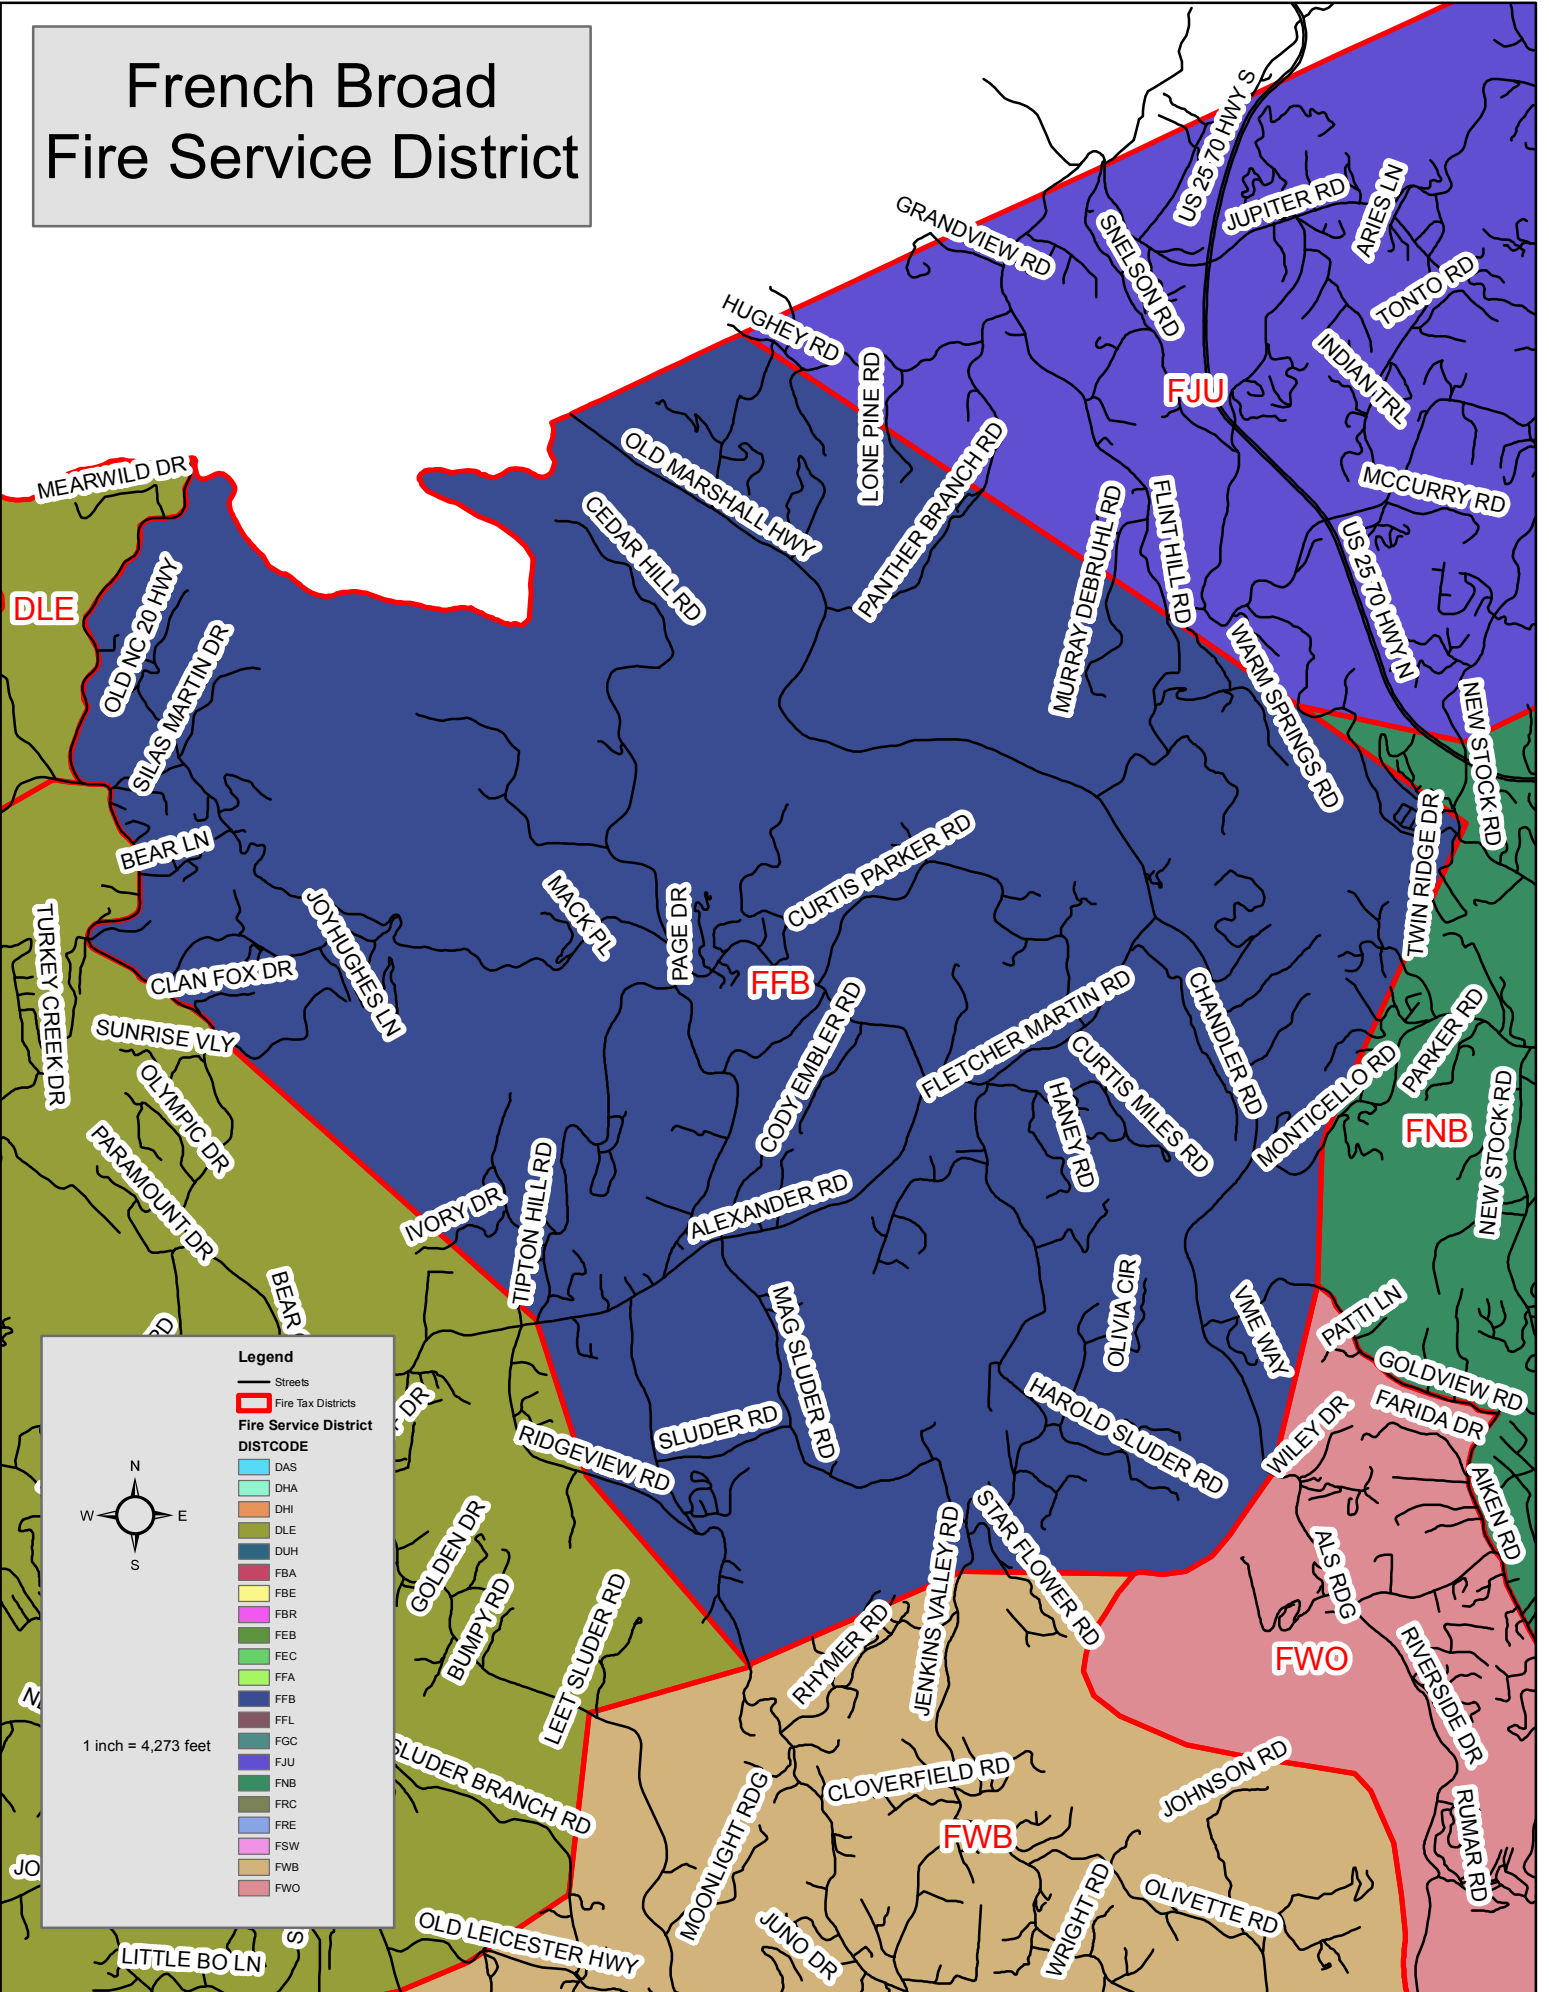 French Broad
Fire Service District
US 25 70 HWY S
JUPITER RD
ARIES LN
GRANDVIEW RD
SNELSON RD
TONTO RD
HUGHEY RD
LONE PINE RD
INDIAN TRL
FJU
OLD MARSHALL HWY
PANTHER BRANCH RD
MCCURRY RD
MEARWILD DR
CEDAR HILL RD
MURRAY DEBRUHL RD
FLINT HILL RD
US 25 70 HWY N
DLE
OLD NC 20 HWY
SILAS MARTIN DR
WARM SPRINGS RD
NEW STOCK RD
BEAR LN
TWIN RIDGE DR
CURTIS PARKER RD
MACK PL
PAGE DR
JOY HUGHES LN
TURKEY CREEK DR
CLAN FOX DR
FFB
SUNRISE VLY
CODY EMBLER RD
FLETCHER MARTIN RD
CHANDLER RD
PARKER RD
OLYMPIC DR
CURTIS MILES RD
HANEY RD
MONTICELLO RD
FNB
NEW STOCK RD
PARAMOUNT DR
IVORY DR
TIPTON HILL RD
ALEXANDER RD
BEAR
RD
MAG SLUDER RD
OLIVIA CIR
VME WAY
PATTI LN
GOLDVIEW RD
FARIDA DR
DR
SLUDER RD
RIDGEVIEW RD
HAROLD SLUDER RD
WILEY DR
AIKEN RD
GOLDEN DR
BUMPY RD
LEET SLUDER RD
STAR FLOWER RD
JENKINS VALLEY RD
RHYMER RD
ALS RDG
FWO
RIVERSIDE DR
SLUDER BRANCH RD
MOONLIGHT RDG
CLOVERFIELD RD
JOHNSON RD
FWB
RUMAR RD
WRIGHT RD
OLIVETTE RD
JUNO DR
OLD LEICESTER HWY
LITTLE BO LN
S
JO
Legend
Streets
Fire Tax Districts
Fire Service District
DISTCODE
DAS
DHA
DHI
DLE
DUH
FBA
FBE
FBR
FEB
FEC
FFA
FFB
FFL
FGC
FJU
FNB
FRC
FRE
FSW
FWB
FWO
N
W E
S
1 inch = 4,273 feet